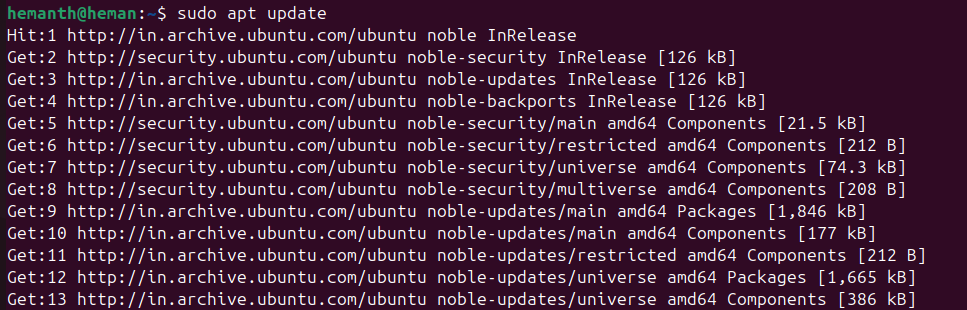 hemanth@heman:~$ sudo apt update
Hit:1 http://in.archive.ubuntu.com/ubuntu noble InRelease
Get:2 http://security.ubuntu.com/ubuntu noble-security InRelease [126 kB]
Get:3 http://in.archive.ubuntu.com/ubuntu noble-updates InRelease [126 kB]
Get:4 http://in.archive.ubuntu.com/ubuntu noble-backports InRelease [126 kB]
Get:5 http://security.ubuntu.com/ubuntu noble-security/main amd64 Components [21.5 kB]
Get:6 http://security.ubuntu.com/ubuntu noble-security/restricted amd64 Components [212 B]
Get:7 http://security.ubuntu.com/ubuntu noble-security/universe amd64 Components [74.3 kB]
Get:8 http://security.ubuntu.com/ubuntu noble-security/multiverse amd64 Components [208 B]
Get:9 http://in.archive.ubuntu.com/ubuntu noble-updates/main amd64 Packages [1,846 kB]
Get:10 http://in.archive.ubuntu.com/ubuntu noble-updates/main amd64 Components [177 kB]
Get:11 http://in.archive.ubuntu.com/ubuntu noble-updates/restricted amd64 Components [212 B]
Get:12 http://in.archive.ubuntu.com/ubuntu noble-updates/universe amd64 Packages [1,665 kB]
Get:13 http://in.archive.ubuntu.com/ubuntu noble-updates/universe amd64 Components [386 kB]